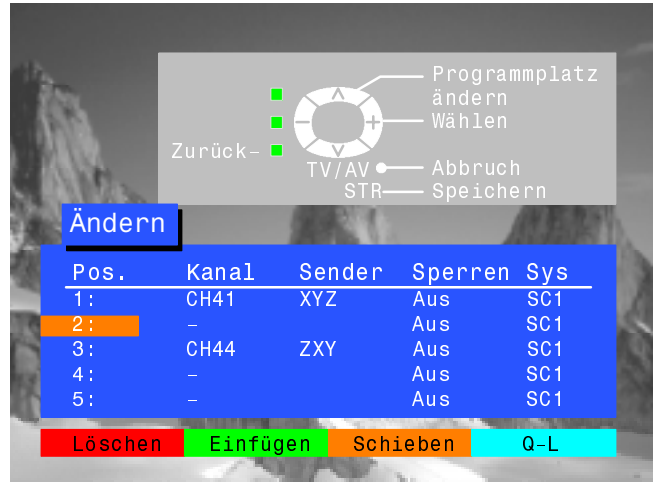 Programmplatz
ändern
Wählen
Zurück–
TV/AV
Abbruch
STR
Speichern
Ändern
Pos. Kanal Sender Sperren Sys
1: CH41 XYZ Aus SC1
2: – Aus SC1
3: CH44 ZXY Aus SC1
4: – Aus SC1
5: – Aus SC1
Löschen Einfügen Schieben Q–L